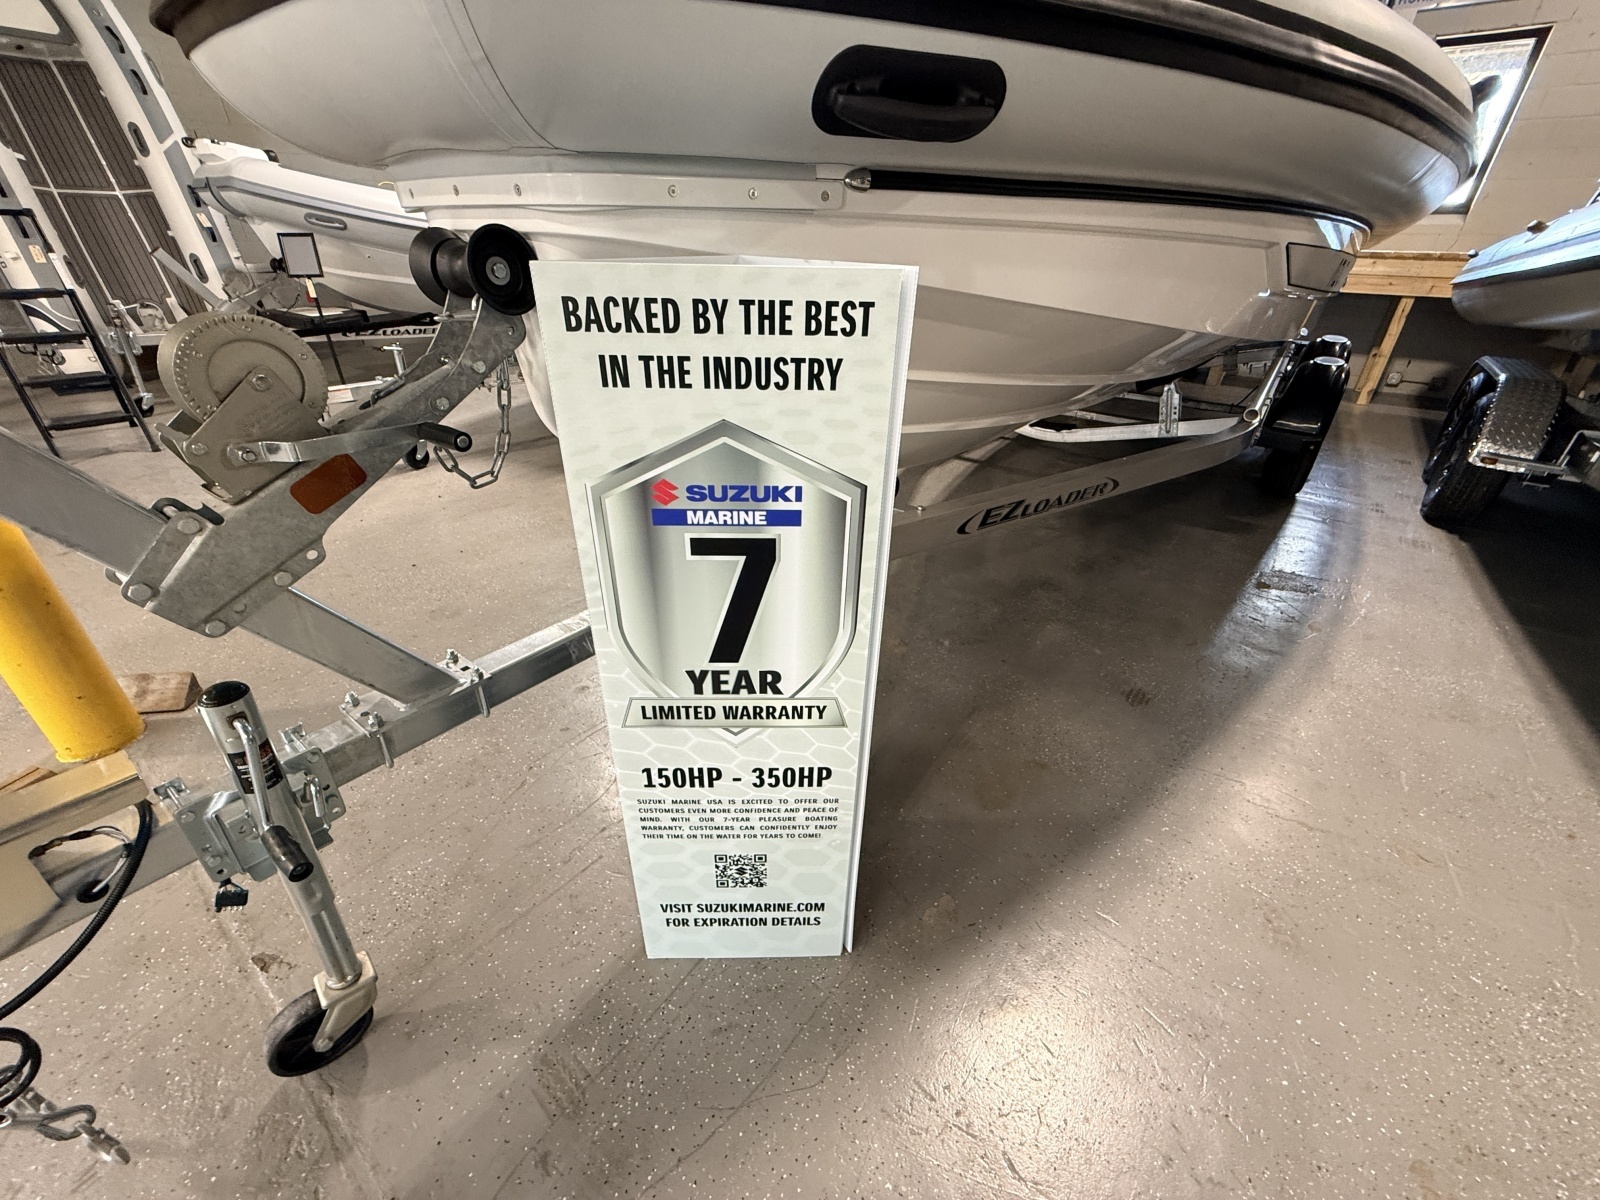 BACKED BY THE BEST
IN THE INDUSTRY
SUZUKI
MARINE
7
YEAR
LIMITED WARRANTY
150HP - 350HP
SUZUKI MARINE USA IS EXCITED TO OFFER OUR
CUSTOMERS EVEN MORE CONFIDENCE AND PEACE OF
MIND. WITH OUR 7-YEAR PLEASURE BOATING
WARRANTY, CUSTOMERS CAN CONFIDENTLY ENJOY
THEIR TIME ON THE WATER FOR YEARS TO COME!
VISIT SUZUKIMARINE.COM
FOR EXPIRATION DETAILS
EZLOADER
EZLOADER